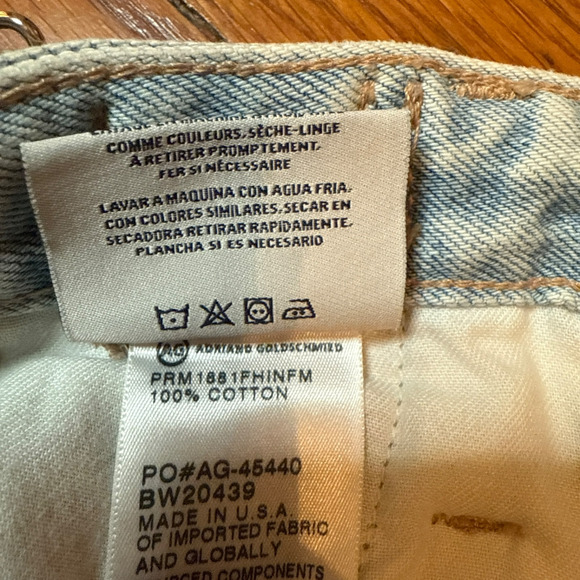 COMME COULEURS. SÈCHE-LINGE
À RETIRER PROMPTEMENT.
FER SI NÉCESSAIRE
LAVAR A MAQUINA CON AGUA FRIA.
CON COLORES SIMILARES. SECAR EN
SECADORA RETIRAR RAPIDAMENTE.
PLANCHA SI ES NECESARIO
AG ADRIANO GOLDSCHMIED
PRM1881FHINFM
100% COTTON
PO#AG-45440
BW20439
MADE IN U.S.A.
OF IMPORTED FABRIC
AND GLOBALLY
COMPONENTS